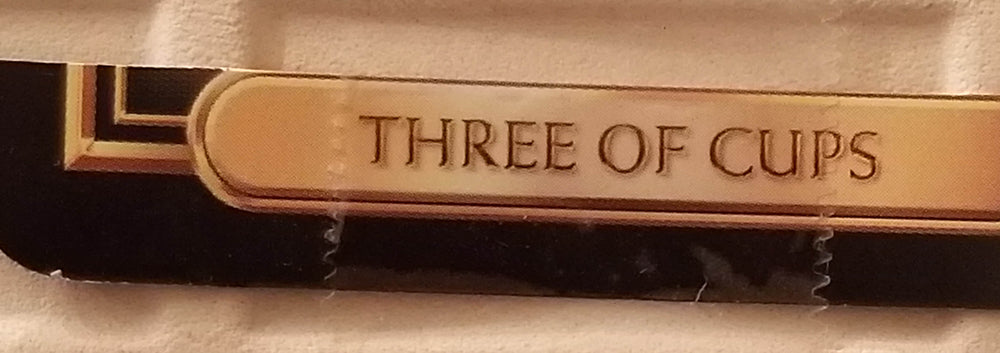 THREE OF CUPS